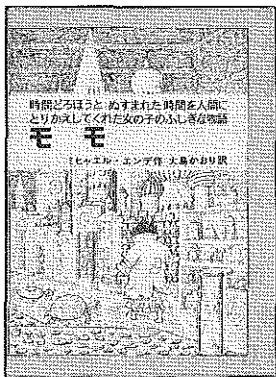 時間どろぼうと ぬすまれた時間を人間に
とりかえしてくれた女の子のふしぎな物語
モモ
ミヒャエル・エンデ作 大島かおり訳